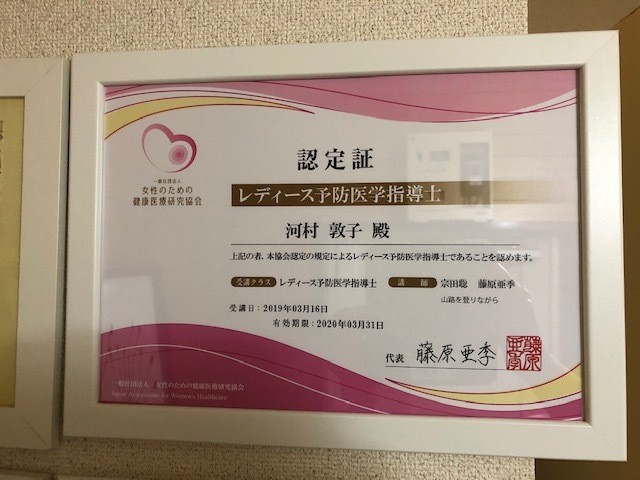 一般社団法人
女性のための
健康医療研究協会
認定証
レディース予防医学指導士
河村 敦子 殿
上記の者、本協会認定の規定によるレディース予防医学指導士であることを認めます。
受講クラス レディース予防医学指導士 講 師 宗田聡 藤原亜季
山路を登りながら
受講日:2019年03月16日
有効期限:2020年03月31日
代表 藤原亜季
一般社団法人 女性のための健康医療研究協会
for Women's Healthcare